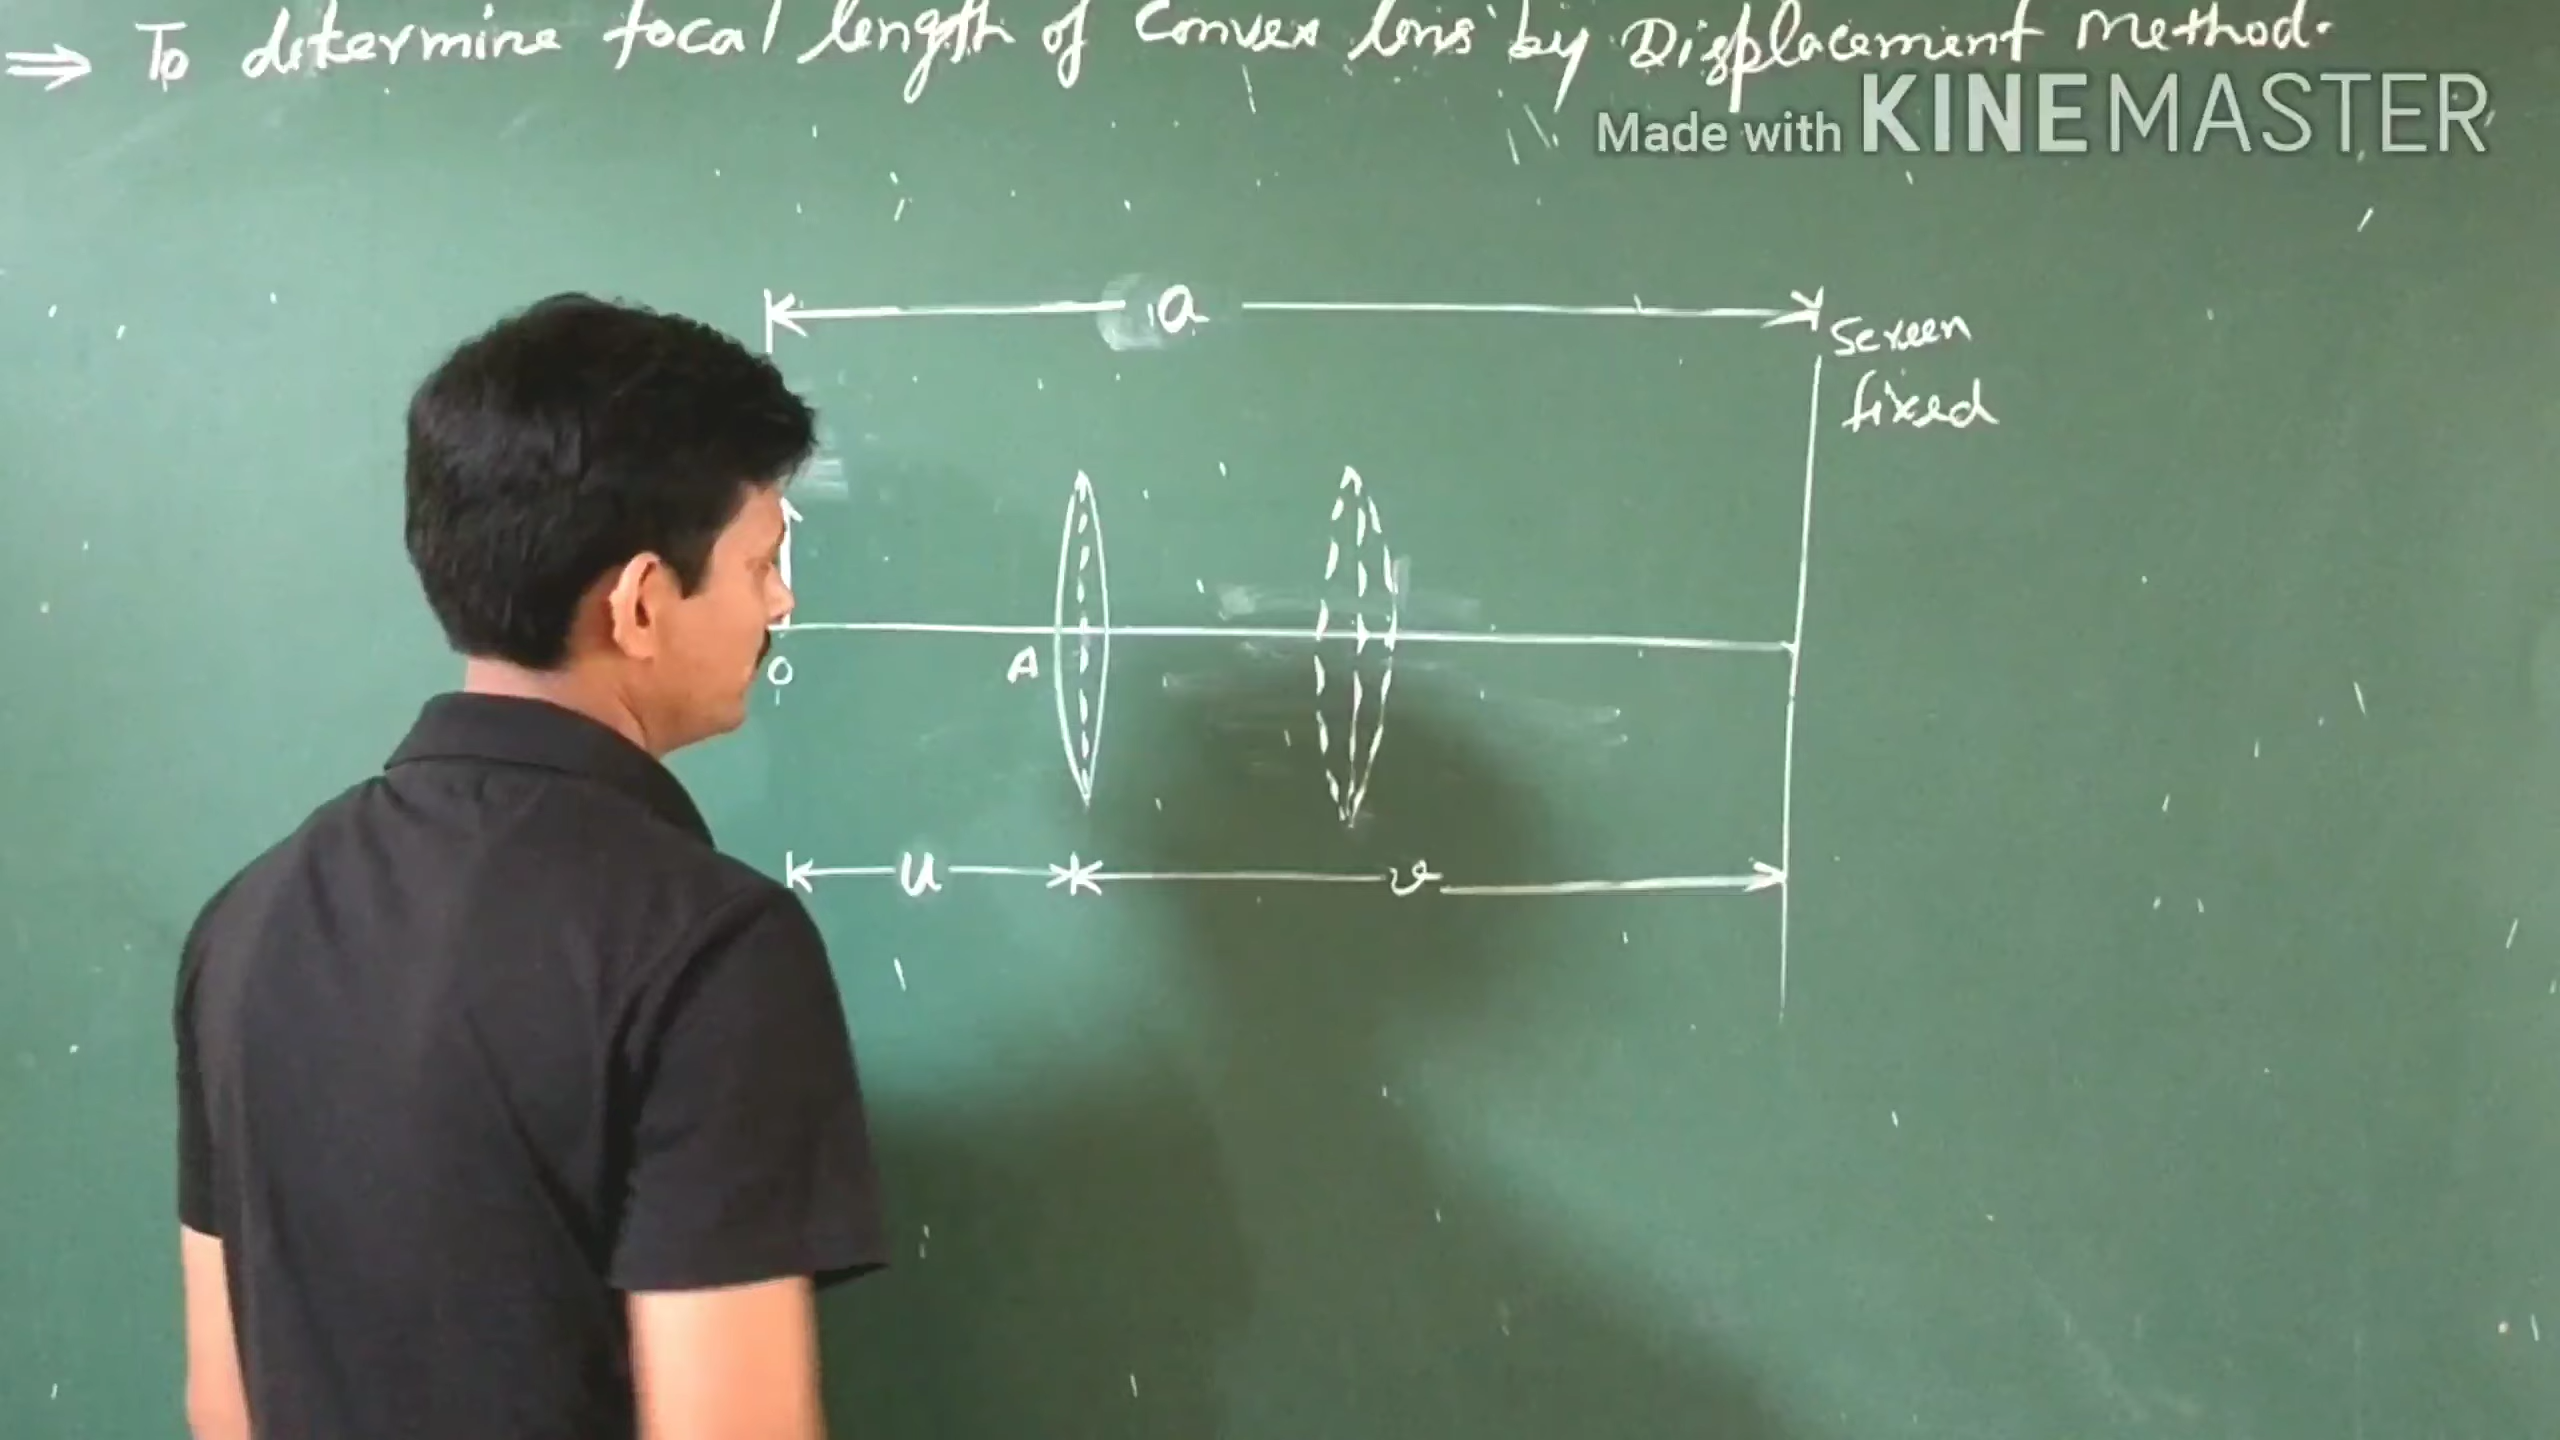 ⇒ To determine focal length of Convex lens by Displacement Method.
Made with KINEMASTER
a
Screen
fixed
O
A
u
v